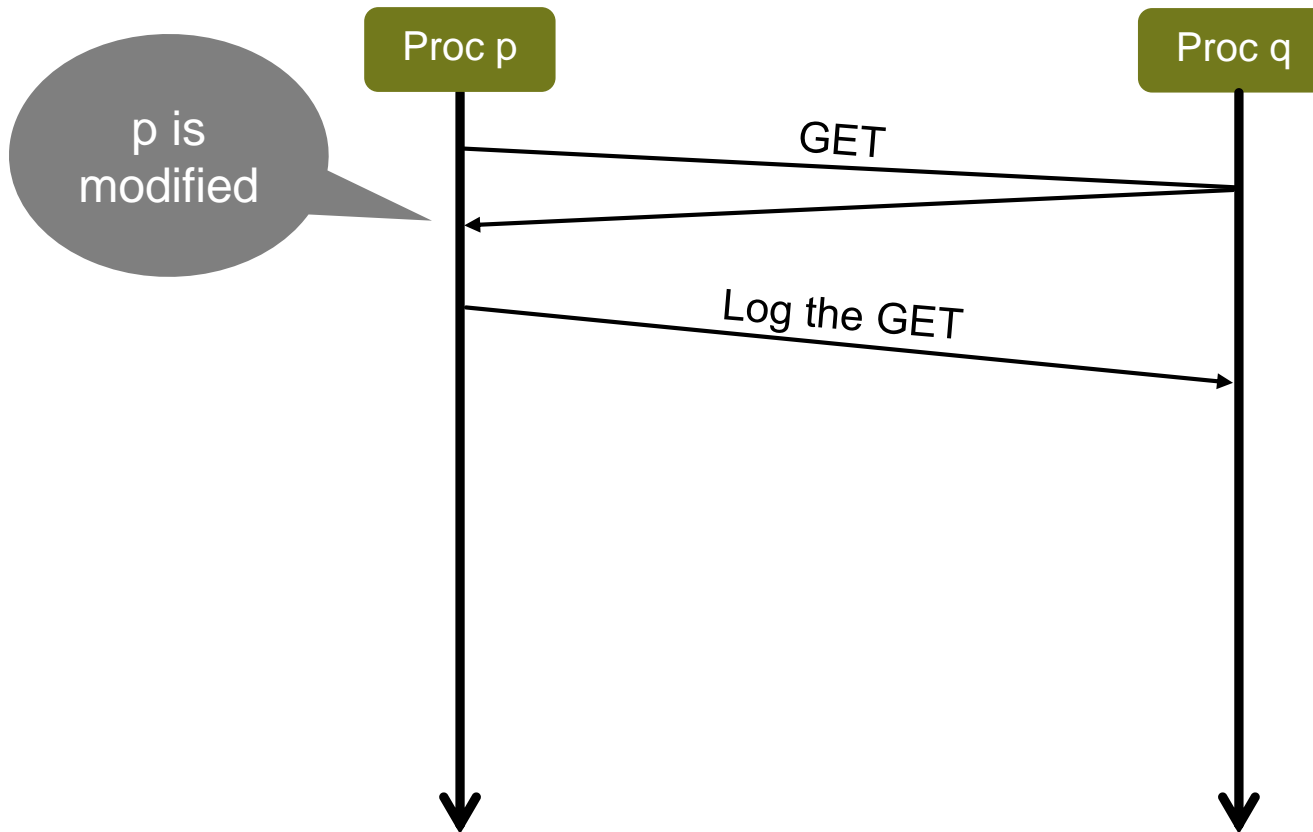 Proc p
Proc q
p is
modified
GET
Log the GET